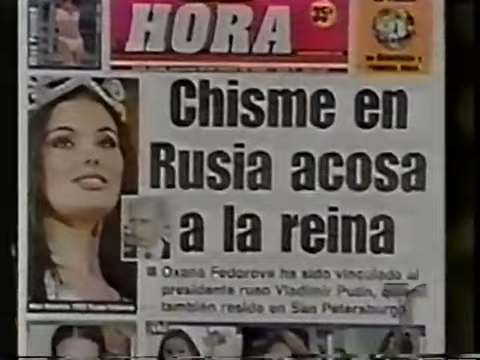 HORA
35¢
Chisme en
Rusia acosa
a la reina
Oxana Fedorova ha sido vinculada al
presidente ruso Vladimir Putin,
también reside en San Petersburgo